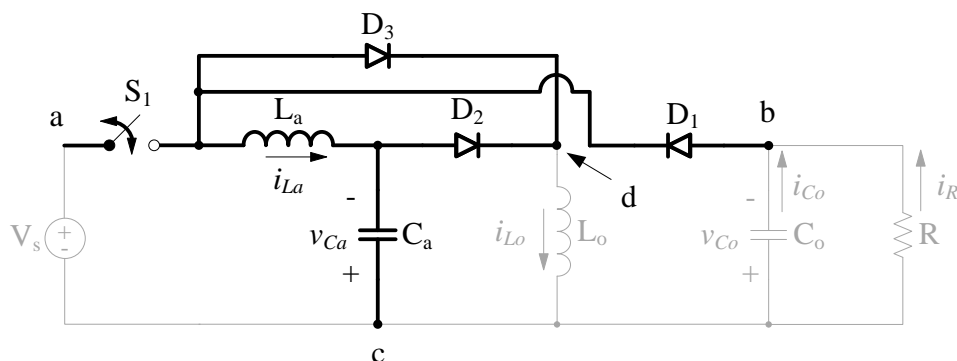 D3
S1
a
La
D2
D1
b
iLa
d
iCo
iR
Vs
+
-
-
vCa
Ca
+
iLo
Lo
-
vCo
Co
+
R
c